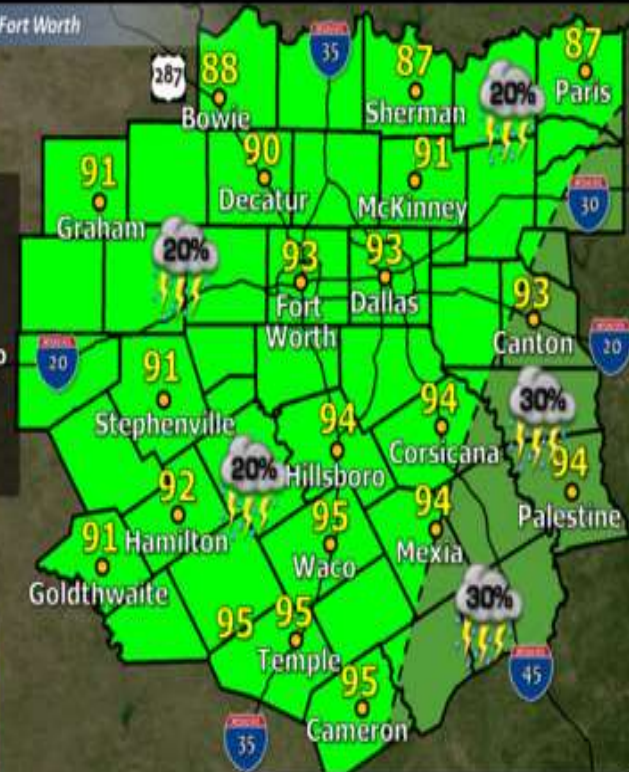 Fort Worth
35
287
88
Bowie
87
Sherman
20%
87
Paris
90
Decatur
91
McKinney
91
Graham
30
20%
93
Fort
Worth
93
Dallas
93
Canton
20
20
91
Stephenville
30%
94
Hillsboro
94
Corsicana
94
Palestine
20%
92
Hamilton
95
Waco
94
Mexia
91
Goldthwaite
30%
95
95
Temple
95
Cameron
45
35